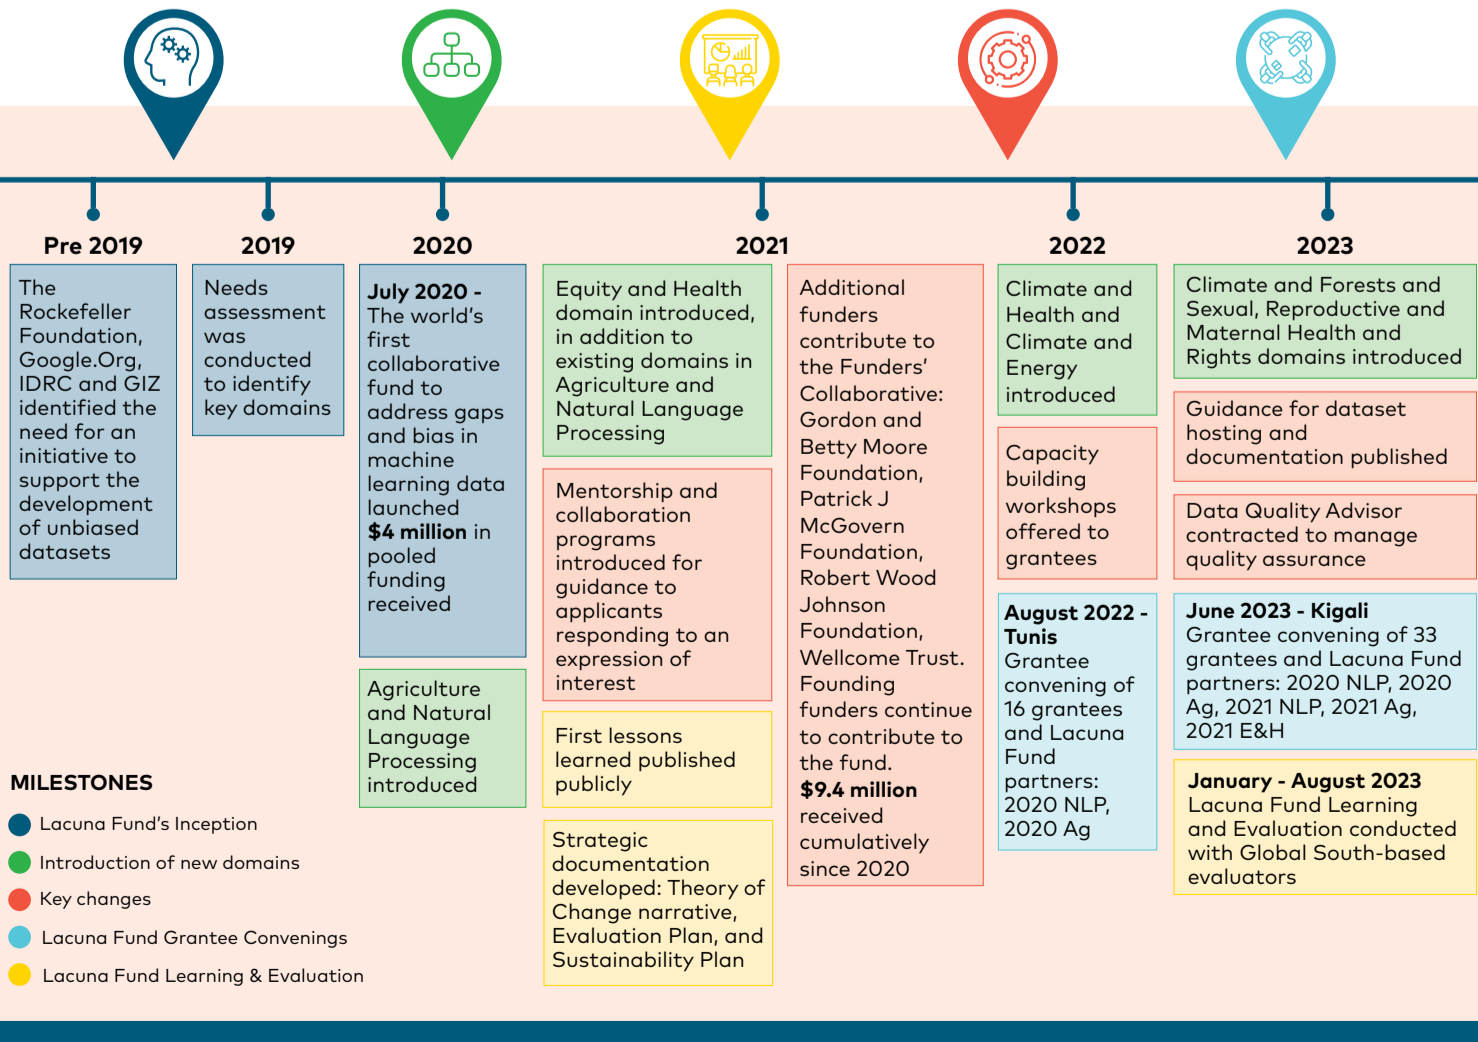 Pre 2019
The
Rockefeller
Foundation,
Google.Org,
IDRC and GIZ
identified the
need for an
initiative to
support the
development
of unbiased
datasets
2019
Needs
assessment
was
conducted
to identify
key domains
2020
July 2020 -
The world's
first
collaborative
fund to
address gaps
and bias in
machine
learning data
launched
$4 million in
pooled
funding
received
Agriculture
and Natural
Language
Processing
introduced
2021
Equity and Health
domain introduced,
in addition to
existing domains in
Agriculture and
Natural Language
Processing
Mentorship and
collaboration
programs
introduced for
guidance to
applicants
responding to an
expression of
interest
First lessons
learned published
publicly
Strategic
documentation
developed: Theory of
Change narrative,
Evaluation Plan, and
Sustainability Plan
Additional
funders
contribute to
the Funders'
Collaborative:
Gordon and
Betty Moore
Foundation,
Patrick J
McGovern
Foundation,
Robert Wood
Johnson
Foundation,
Wellcome Trust.
Founding
funders continue
to contribute to
the fund.
$9.4 million
received
cumulatively
since 2020
2022
Climate and
Health and
Climate and
Energy
introduced
Capacity
building
workshops
offered to
grantees
August 2022 -
Tunis
Grantee
convening of
16 grantees
and Lacuna
Fund
partners:
2020 NLP,
2020 Ag
2023
Climate and Forests and
Sexual, Reproductive and
Maternal Health and
Rights domains introduced
Guidance for dataset
hosting and
documentation published
Data Quality Advisor
contracted to manage
quality assurance
June 2023 - Kigali
Grantee convening of 33
grantees and Lacuna Fund
partners: 2020 NLP, 2020
Ag, 2021 NLP, 2021 Ag,
2021 E&H
January - August 2023
Lacuna Fund Learning
and Evaluation conducted
with Global South-based
evaluators
MILESTONES
Lacuna Fund's Inception
Introduction of new domains
Key changes
Lacuna Fund Grantee Convenings
Lacuna Fund Learning & Evaluation